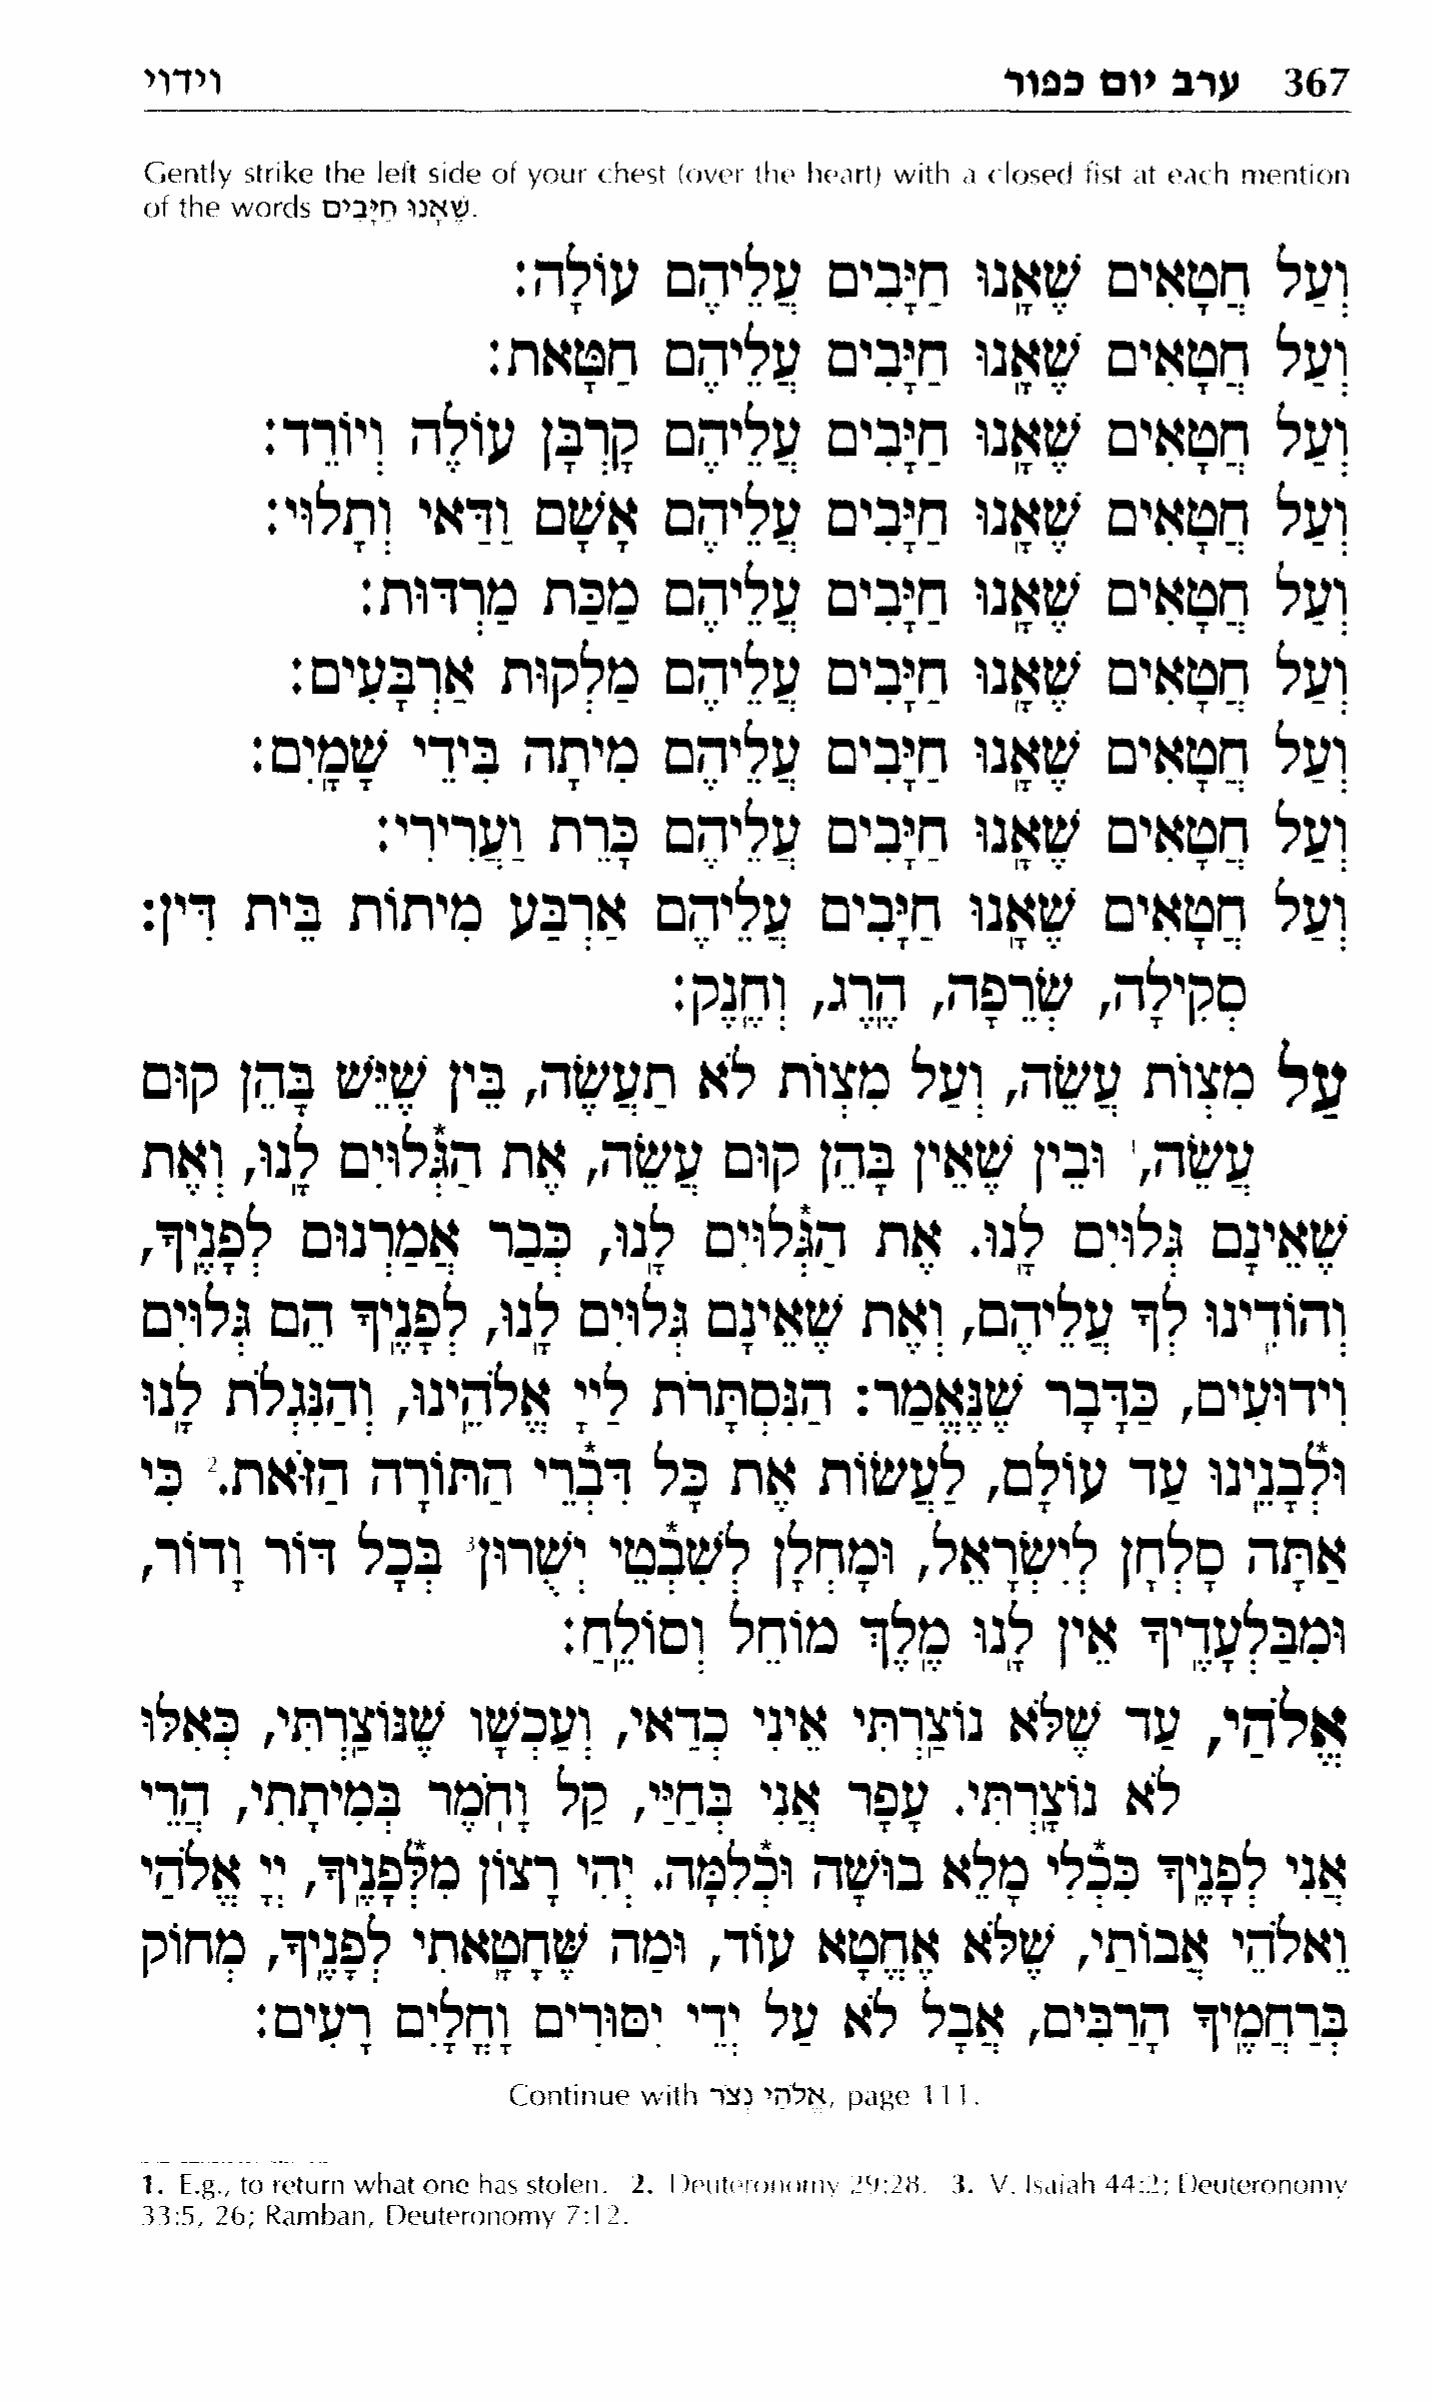 367 ערב יום כפור וידוי
Gently strike the left side of your chest (over the heart) with a closed fist at each mention
of the words שֶׁאָנוּ חַיָּבִים.
וְעַל חֲטָאִים שֶׁאָנוּ חַיָּבִים עֲלֵיהֶם עוֹלָה:
וְעַל חֲטָאִים שֶׁאָנוּ חַיָּבִים עֲלֵיהֶם חַטָּאת:
וְעַל חֲטָאִים שֶׁאָנוּ חַיָּבִים עֲלֵיהֶם קָרְבָּן עוֹלֶה וְיוֹרֵד:
וְעַל חֲטָאִים שֶׁאָנוּ חַיָּבִים עֲלֵיהֶם אָשָׁם וַדַּאי וְתָלוּי:
וְעַל חֲטָאִים שֶׁאָנוּ חַיָּבִים עֲלֵיהֶם מַכַּת מַרְדּוּת:
וְעַל חֲטָאִים שֶׁאָנוּ חַיָּבִים עֲלֵיהֶם מַלְקוּת אַרְבָּעִים:
וְעַל חֲטָאִים שֶׁאָנוּ חַיָּבִים עֲלֵיהֶם מִיתָה בִּידֵי שָׁמָיִם:
וְעַל חֲטָאִים שֶׁאָנוּ חַיָּבִים עֲלֵיהֶם כָּרֵת וַעֲרִירִי:
וְעַל חֲטָאִים שֶׁאָנוּ חַיָּבִים עֲלֵיהֶם אַרְבַּע מִיתוֹת בֵּית דִּין:
סְקִילָה, שְׂרֵפָה, הֶרֶג, וְחֶנֶק:
עַל מִצְוֹת עֲשֵׂה, וְעַל מִצְוֹת לֹא תַעֲשֶׂה, בֵּין שֶׁיֵּשׁ בָּהֵן קוּם
עֲשֵׂה,¹ וּבֵין שֶׁאֵין בָּהֵן קוּם עֲשֵׂה, אֶת הַגְּ*לוּיִם לָנוּ, וְאֶת
שֶׁאֵינָם גְּלוּיִם לָנוּ. אֶת הַגְּ*לוּיִם לָנוּ, כְּבַר אֲמַרְנוּם לְפָנֶיךָ,
וְהוֹדִינוּ לְךָ עֲלֵיהֶם, וְאֶת שֶׁאֵינָם גְּלוּיִם לָנוּ, לְפָנֶיךָ הֵם גְּלוּיִם
וִידוּעִים, כַּדָּבָר שֶׁנֶּאֱמַר: הַנִּסְתָּרֹת לַייָ אֱלֹהֵינוּ, וְהַנִּגְלֹת לָנוּ
וּלְ*בָנֵינוּ עַד עוֹלָם, לַעֲשׂוֹת אֶת כָּל דִּבְ*רֵי הַתּוֹרָה הַזֹּאת.² כִּי
אַתָּה סָלְחָן לְיִשְׂרָאֵל, וּמָחֳלָן לְשִׁבְ*טֵי יְשֻׁרוּן³ בְּכָל דּוֹר וָדוֹר,
וּמִבַּלְעָדֶיךָ אֵין לָנוּ מֶלֶךְ מוֹחֵל וְסוֹלֵחַ:
אֱלֹהַי, עַד שֶׁלֹּא נוֹצַרְתִּי אֵינִי כְדַאי, וְעַכְשָׁו שֶׁנּוֹצַרְתִּי, כְּאִלּוּ
לֹא נוֹצָרְתִּי. עָפָר אֲנִי בְּחַיָּי, קַל וָחֹמֶר בְּמִיתָתִי, הֲרֵי
אֲנִי לְפָנֶיךָ כִּכְ*לִי מָלֵא בוּשָׁה וּכְ*לִמָּה. יְהִי רָצוֹן מִלְּ*פָנֶיךָ, יְיָ אֱלֹהַי
וֵאלֹהֵי אֲבוֹתַי, שֶׁלֹּא אֶחֱטָא עוֹד, וּמַה שֶּׁחָטָאתִי לְפָנֶיךָ, מְחוֹק
בְּרַחֲמֶיךָ הָרַבִּים, אֲבָל לֹא עַל יְדֵי יִסּוּרִים וָחֳלָיִם רָעִים:
Continue with אֱלֹהַי נְצֹר, page 111.
1. E.g., to return what one has stolen. 2. Deuteronomy 29:28. 3. V. Isaiah 44:2; Deuteronomy
33:5, 26; Ramban, Deuteronomy 7:12.